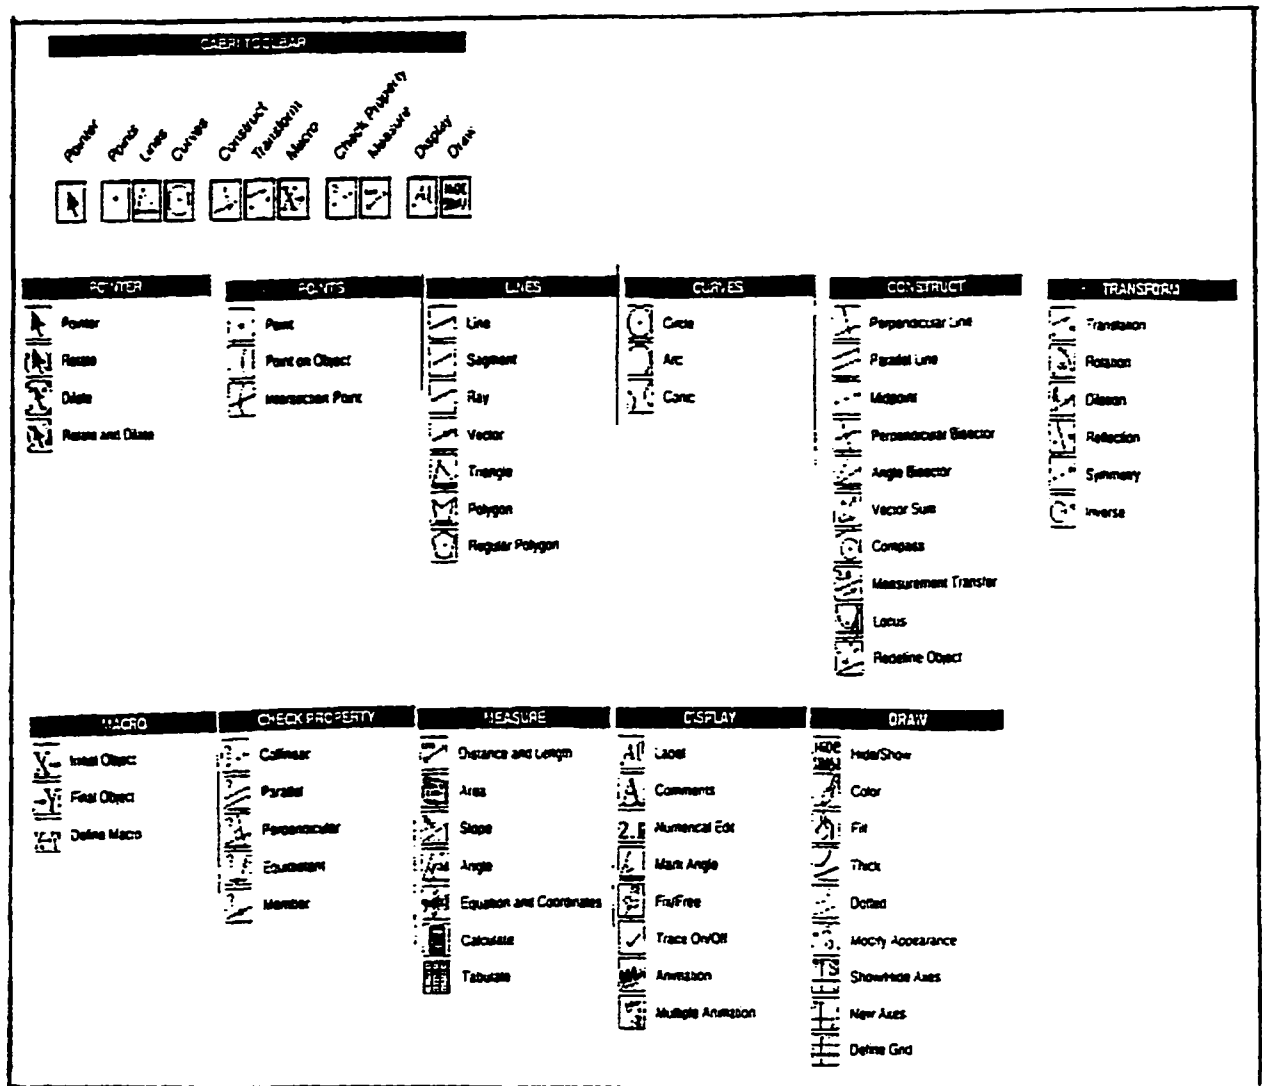 CABRI TOOLBAR
Pointer
Points
Lines
Curves
Construct
Transform
Macro
Check Property
Measure
Display
Draw
POINTER
Pointer
Rotate
Dilate
Rotate and Dilate
POINTS
Point
Point on Object
Intersection Point
LINES
Line
Segment
Ray
Vector
Triangle
Polygon
Regular Polygon
CURVES
Circle
Arc
Conic
CONSTRUCT
Perpendicular Line
Parallel Line
Midpoint
Perpendicular Bisector
Angle Bisector
Vector Sum
Compass
Measurement Transfer
Locus
Redefine Object
TRANSFORM
Translation
Rotation
Dilation
Reflection
Symmetry
Inverse
MACRO
Initial Object
Final Object
Define Macro
CHECK PROPERTY
Collinear
Parallel
Perpendicular
Equidistant
Member
MEASURE
Distance and Length
Area
Slope
Angle
Equation and Coordinates
Calculate
Tabulate
DISPLAY
Label
Comments
Numerical Edit
Mark Angle
Fix/Free
Trace On/Off
Animation
Multiple Animation
DRAW
Hide/Show
Color
Fill
Thick
Dotted
Modify Appearance
Show/Hide Axes
New Axes
Define Grid